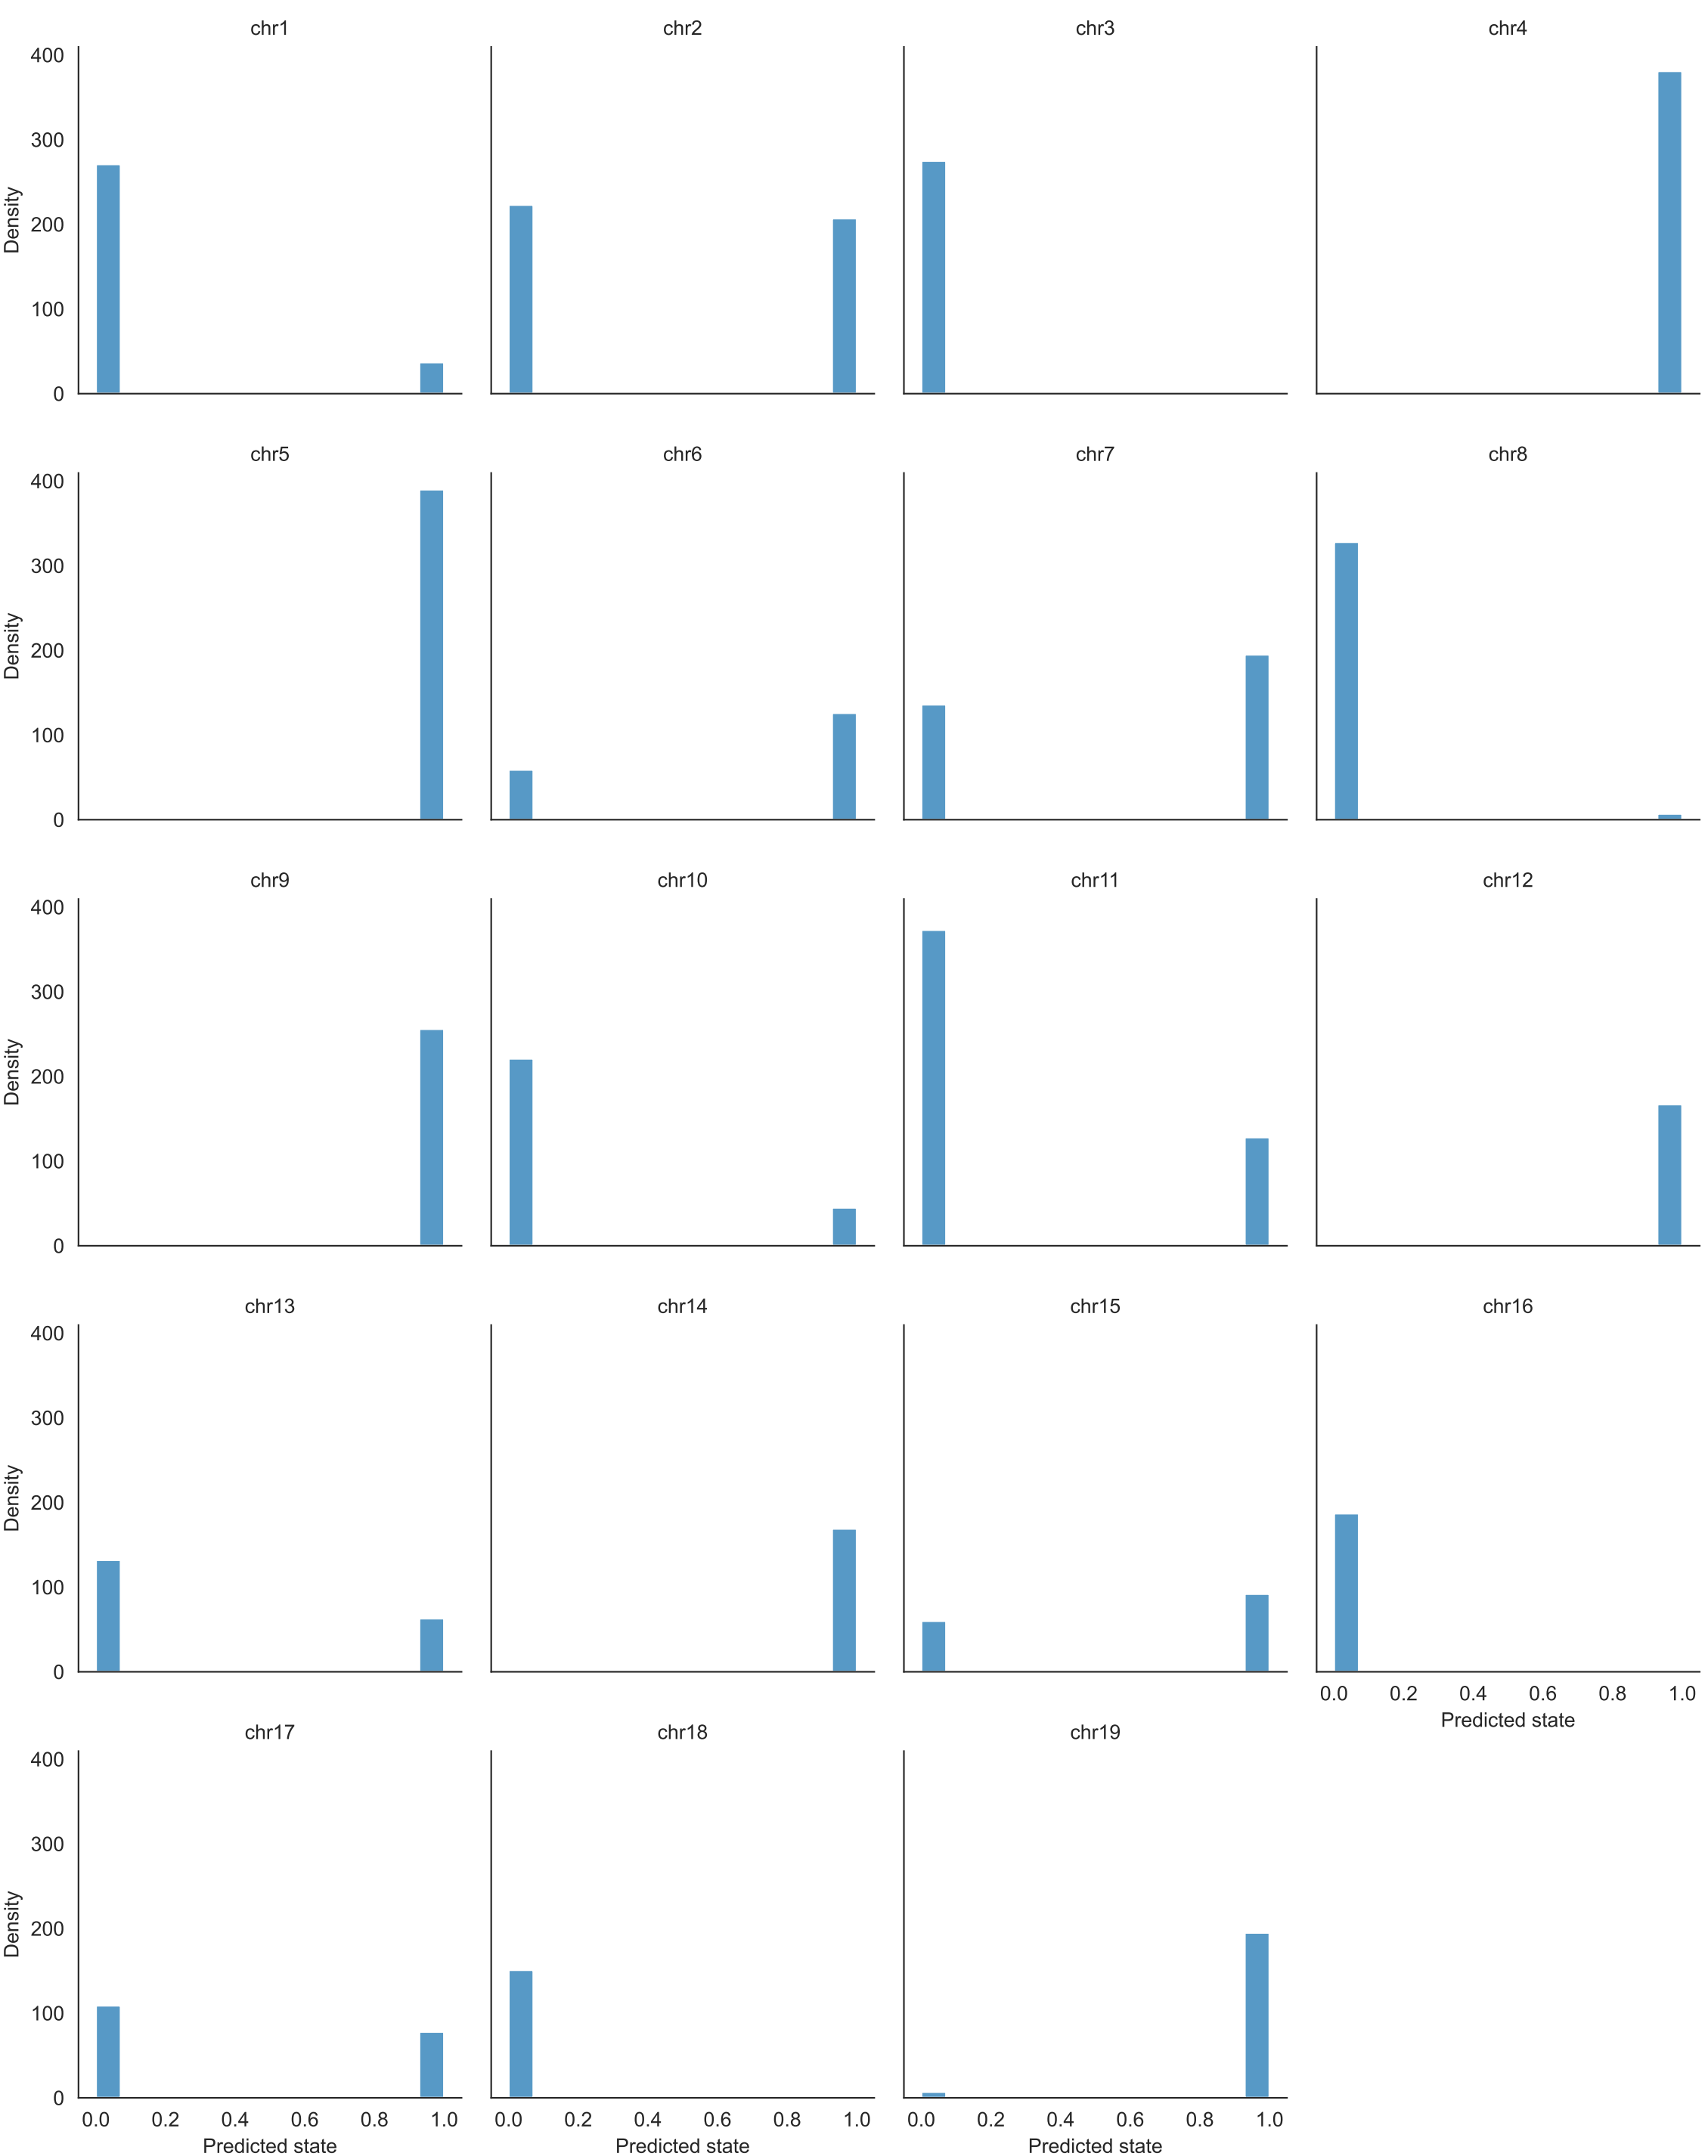 chr1 chr2 chr3 chr4
400
300
200
100
0
Density
chr5 chr6 chr7 chr8
400
300
200
100
0
Density
chr9 chr10 chr11 chr12
400
300
200
100
0
Density
chr13 chr14 chr15 chr16
400
300
200
100
0
Density
0.0 0.2 0.4 0.6 0.8 1.0
Predicted state
chr17 chr18 chr19
400
300
200
100
0
Density
0.0 0.2 0.4 0.6 0.8 1.0 0.0 0.2 0.4 0.6 0.8 1.0 0.0 0.2 0.4 0.6 0.8 1.0
Predicted state Predicted state Predicted state